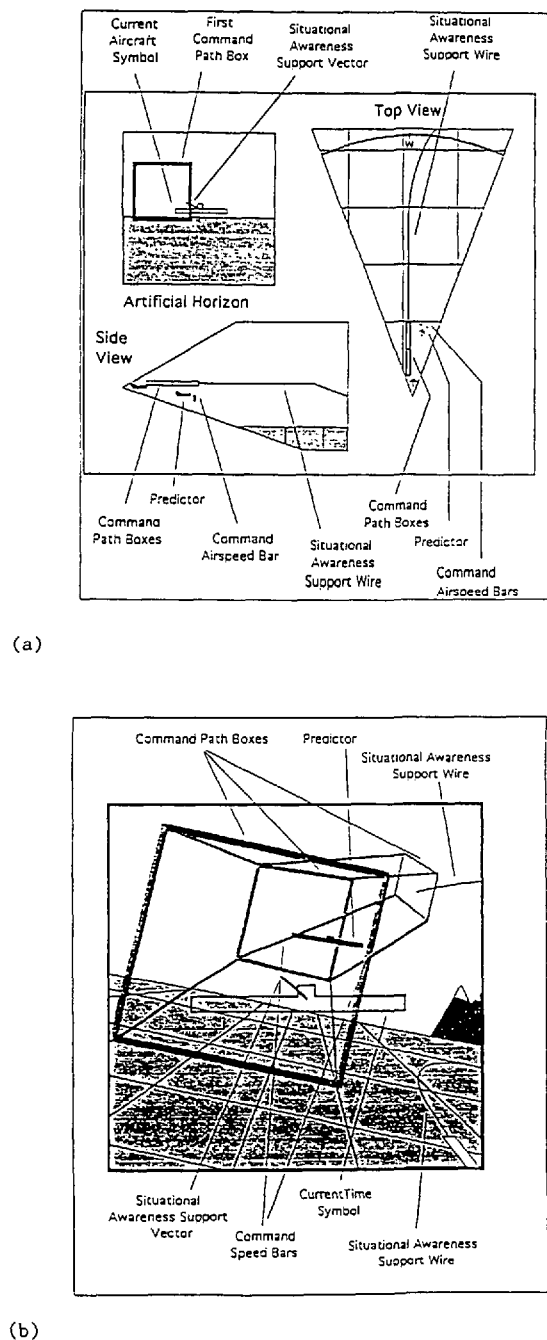 Current
Aircraft
Symbol
First
Command
Path Box
Situational
Awareness
Support Vector
Situational
Awareness
Support Wire
Top View
W
Artificial Horizon
Side
View
Predictor
Command
Path Boxes
Command
Airspeed Bar
Situational
Awareness
Support Wire
Command
Path Boxes
Predictor
Command
Airspeed Bars
(a)
Command Path Boxes
Predictor
Situational Awareness
Support Wire
Situational
Awareness Support
Vector
Command
Speed Bars
CurrentTime
Symbol
Situational Awareness
Support Wire
(b)